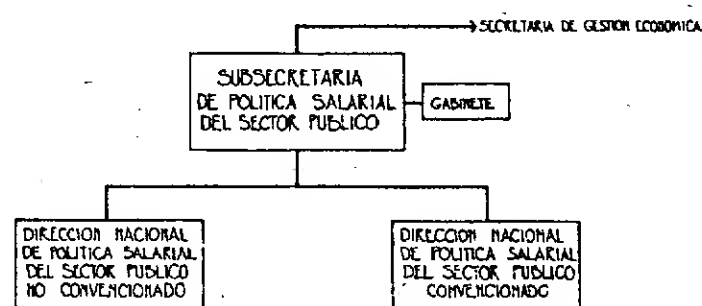 SECRETARIA DE GESTION ECONOMICA
SUBSECRETARIA
DE POLITICA SALARIAL
DEL SECTOR PUBLICO
GABINETE
DIRECCION NACIONAL
DE POLITICA SALARIAL
DEL SECTOR PUBLICO
NO CONVENCIONADO
DIRECCION NACIONAL
DE POLITICA SALARIAL
DEL SECTOR PUBLICO
CONVENCIONADO